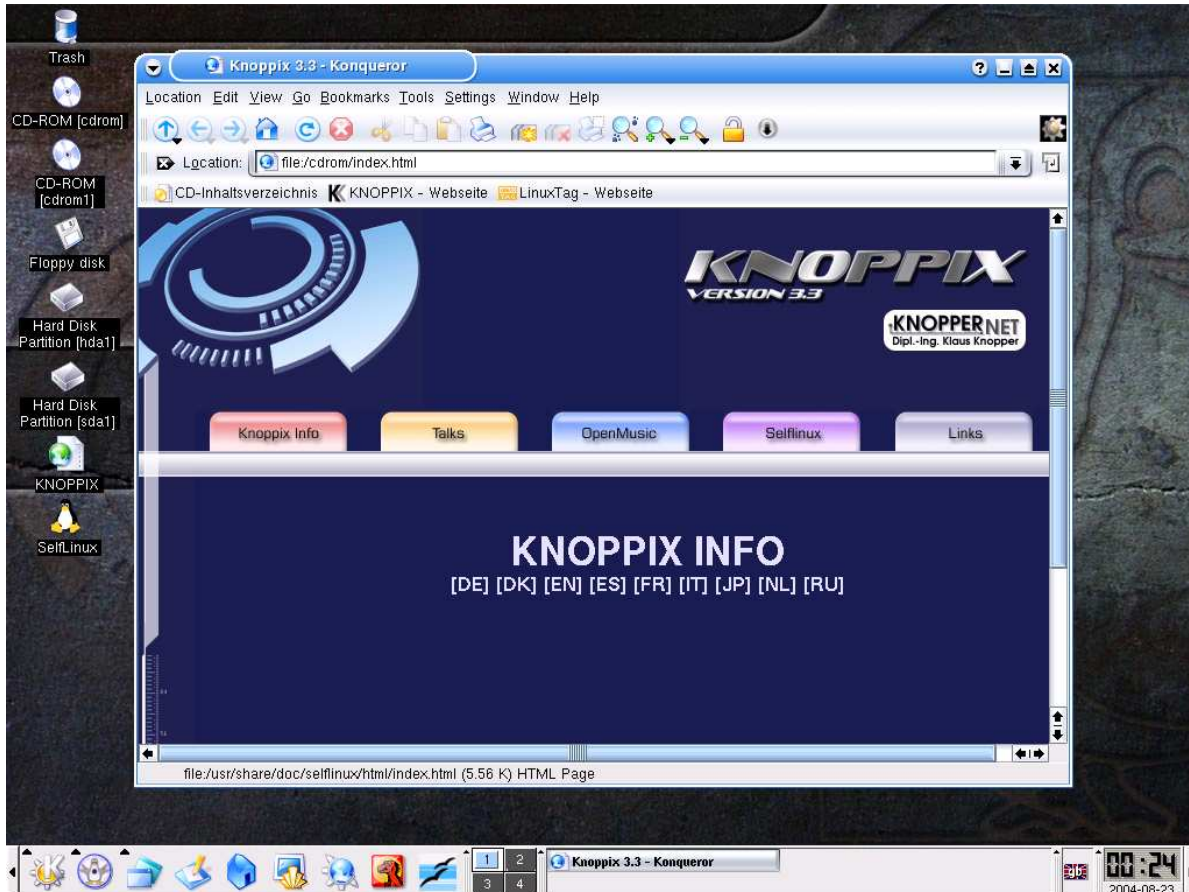 Trash
CD-ROM [cdrom]
CD-ROM
[cdrom1]
Floppy disk
Hard Disk
Partition [hda1]
Hard Disk
Partition [sda1]
KNOPPIX
SelfLinux
Knoppix 3.3 - Konqueror
Location Edit View Go Bookmarks Tools Settings Window Help
Location: file:/cdrom/index.html
CD-Inhaltsverzeichnis KNOPPIX - Webseite LinuxTag - Webseite
KNOPPIX
VERSION 3.3
KNOPPER NET
Dipl.-Ing. Klaus Knopper
Knoppix Info Talks OpenMusic Selflinux Links
KNOPPIX INFO
[DE] [DK] [EN] [ES] [FR] [IT] [JP] [NL] [RU]
file:/usr/share/doc/selflinux/html/index.html (5.56 K) HTML Page
1 2
3 4
Knoppix 3.3 - Konqueror
gb
00:24
2004-08-23